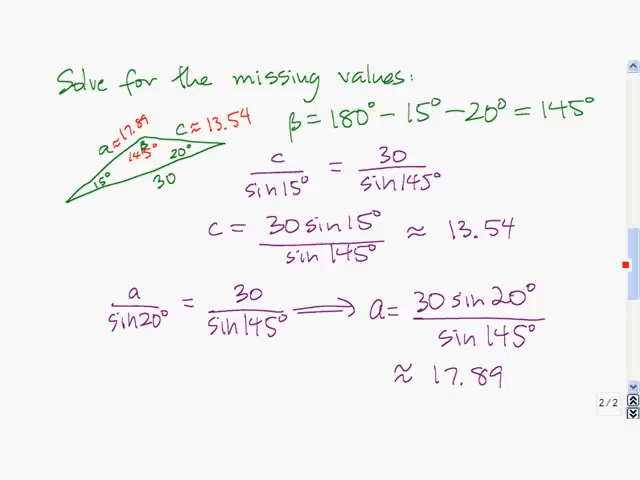 Solve for the missing values:
β = 180° − 15° − 20° = 145°
a ≈ 17.89
c ≈ 13.54
β
145°
20°
15°
30
c/sin15° = 30/sin145°
c = 30sin15°/sin145° ≈ 13.54
a/sin20° = 30/sin145° ⟹ a = 30sin20°/sin145°
≈ 17.89
2/2